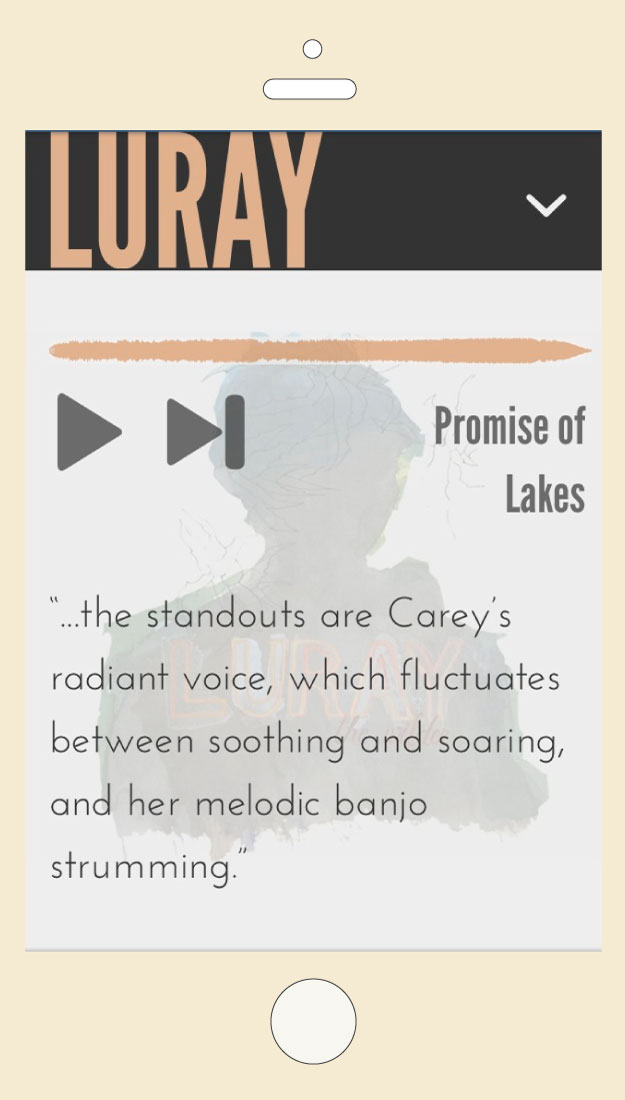 LURAY
Promise of
Lakes
“...the standouts are Carey’s
radiant voice, which fluctuates
LURAY
between soothing and soaring,
and her melodic banjo
strumming.”